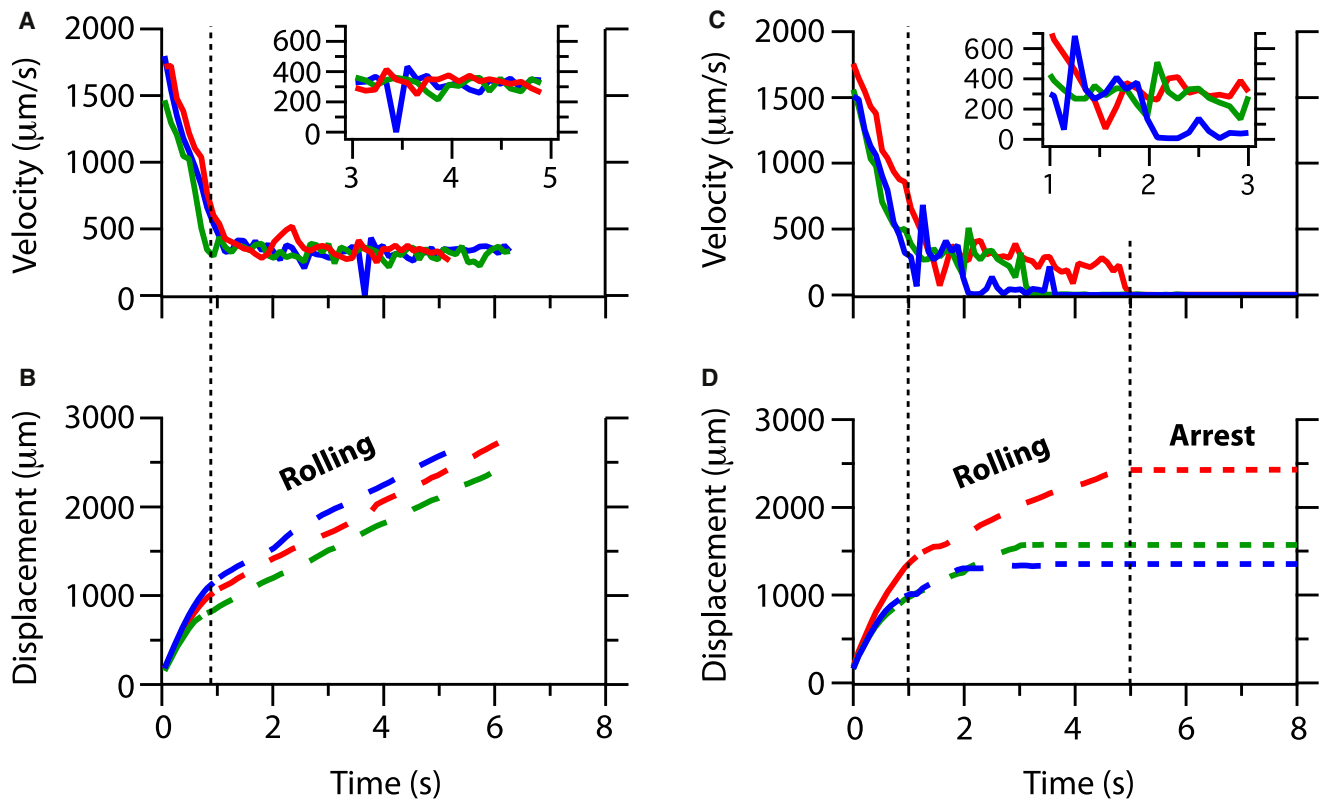 A
Velocity (μm/s)
2000
1500
1000
500
0
600
400
200
0
3 4 5
C
Velocity (μm/s)
2000
1500
1000
500
0
600
400
200
0
1 2 3
B
Displacement (μm)
3000
2000
1000
0
Rolling
0 2 4 6 8
Time (s)
D
Displacement (μm)
3000
2000
1000
0
Rolling
Arrest
0 2 4 6 8
Time (s)